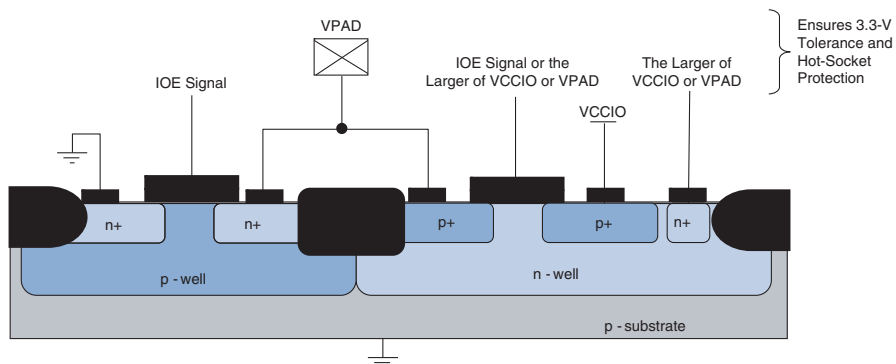 VPAD
IOE Signal
IOE Signal or the
Larger of VCCIO or VPAD
The Larger of
VCCIO or VPAD
Ensures 3.3-V
Tolerance and
Hot-Socket
Protection
VCCIO
n+
n+
p+
p+
n+
p - well
n - well
p - substrate